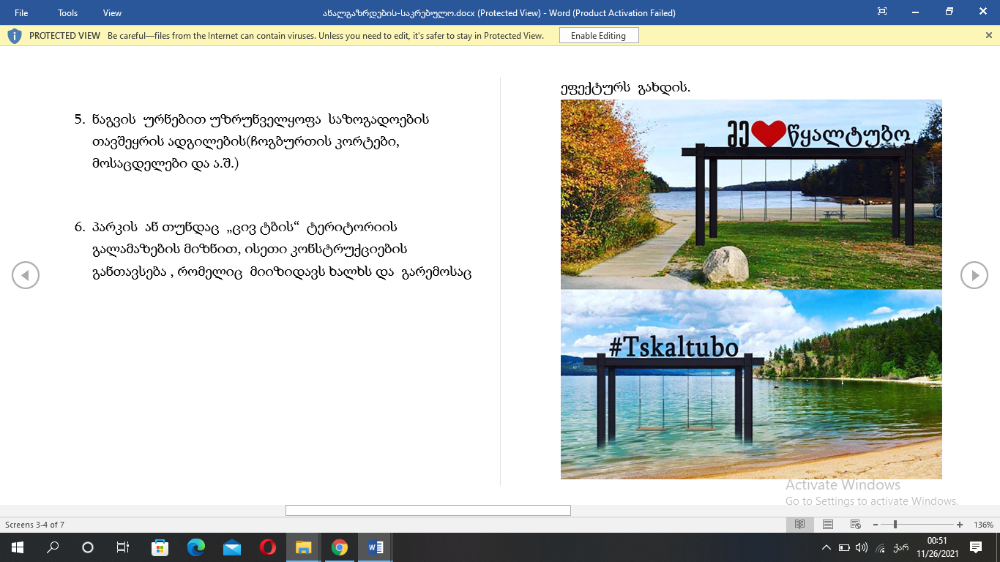 File Tools View ახალგაზრდების-საკრებულო.docx (Protected View) - Word (Product Activation Failed)
PROTECTED VIEW Be careful—files from the Internet can contain viruses. Unless you need to edit, it's safer to stay in Protected View. Enable Editing
5. ნაგვის ურნებით უზრუნველყოფა საზოგადოების
თავშეყრის ადგილების(ჩოგბურთის კორტები,
მოსაცდელები და ა.შ.)
6. პარკის ან თუნდაც „ცივ ტბის“ ტერიტორიის
გალამაზების მიზნით, ისეთი კონსტრუქციების
განთავსება , რომელიც მიიზიდავს ხალხს და გარემოსაც
ეფექტურს გახდის.
მე წყალტუბო
#Tskaltubo
Activate Windows
Go to Settings to activate Windows.
Screens 3-4 of 7 136%
00:51
ქარ
11/26/2021